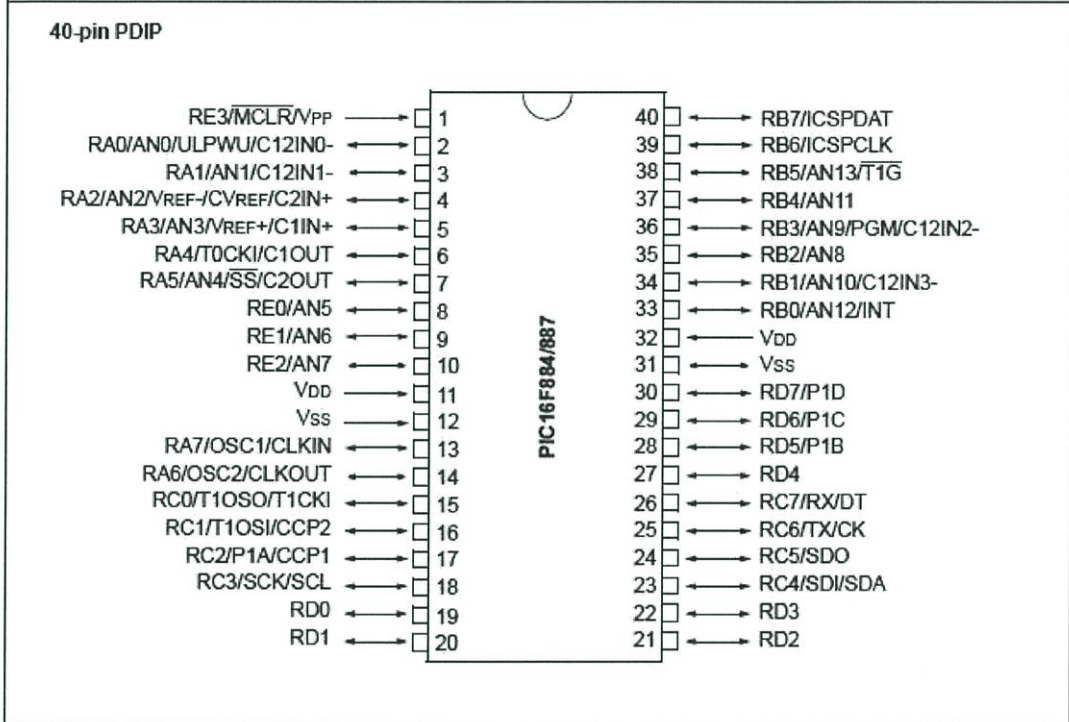 40-pin PDIP
RE3/MCLR/VPP 1
RA0/AN0/ULPWU/C12IN0- 2
RA1/AN1/C12IN1- 3
RA2/AN2/VREF-/CVREF/C2IN+ 4
RA3/AN3/VREF+/C1IN+ 5
RA4/T0CKI/C1OUT 6
RA5/AN4/SS/C2OUT 7
RE0/AN5 8
RE1/AN6 9
RE2/AN7 10
VDD 11
VSS 12
RA7/OSC1/CLKIN 13
RA6/OSC2/CLKOUT 14
RC0/T1OSO/T1CKI 15
RC1/T1OSI/CCP2 16
RC2/P1A/CCP1 17
RC3/SCK/SCL 18
RD0 19
RD1 20
PIC16F884/887
40 RB7/ICSPDAT
39 RB6/ICSPCLK
38 RB5/AN13/T1G
37 RB4/AN11
36 RB3/AN9/PGM/C12IN2-
35 RB2/AN8
34 RB1/AN10/C12IN3-
33 RB0/AN12/INT
32 VDD
31 VSS
30 RD7/P1D
29 RD6/P1C
28 RD5/P1B
27 RD4
26 RC7/RX/DT
25 RC6/TX/CK
24 RC5/SDO
23 RC4/SDI/SDA
22 RD3
21 RD2